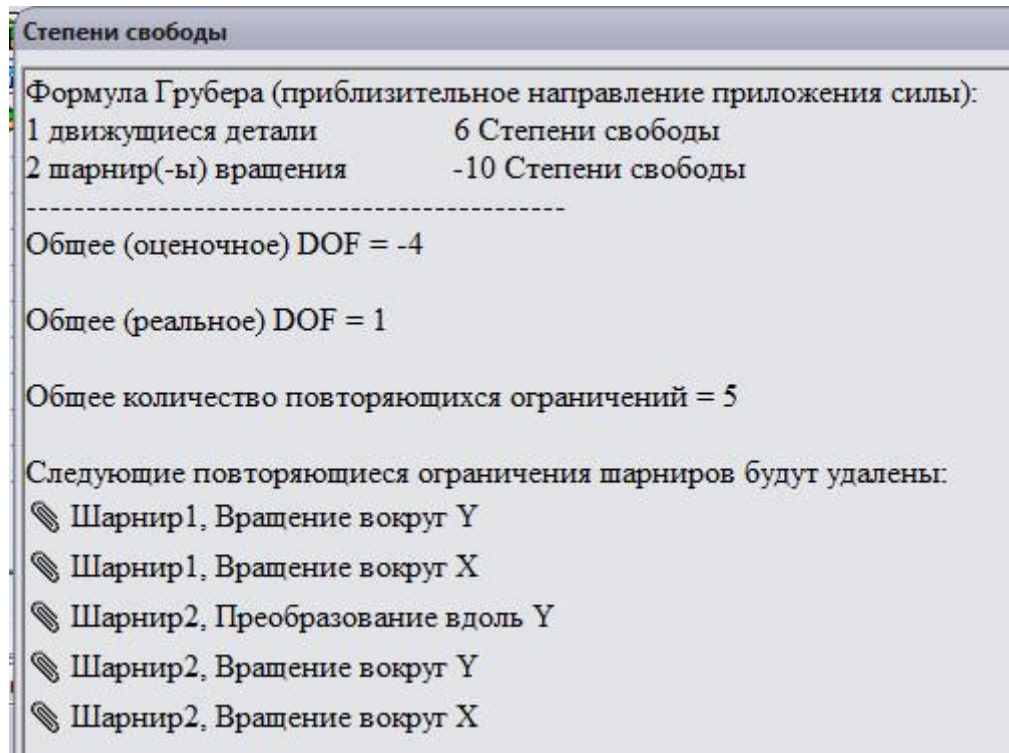 Степени свободы
Формула Грубера (приблизительное направление приложения силы):
1 движущиеся детали 6 Степени свободы
2 шарнир(-ы) вращения -10 Степени свободы
---------------------------------------------
Общее (оценочное) DOF = -4
Общее (реальное) DOF = 1
Общее количество повторяющихся ограничений = 5
Следующие повторяющиеся ограничения шарниров будут удалены:
Шарнир1, Вращение вокруг Y
Шарнир1, Вращение вокруг X
Шарнир2, Преобразование вдоль Y
Шарнир2, Вращение вокруг Y
Шарнир2, Вращение вокруг X